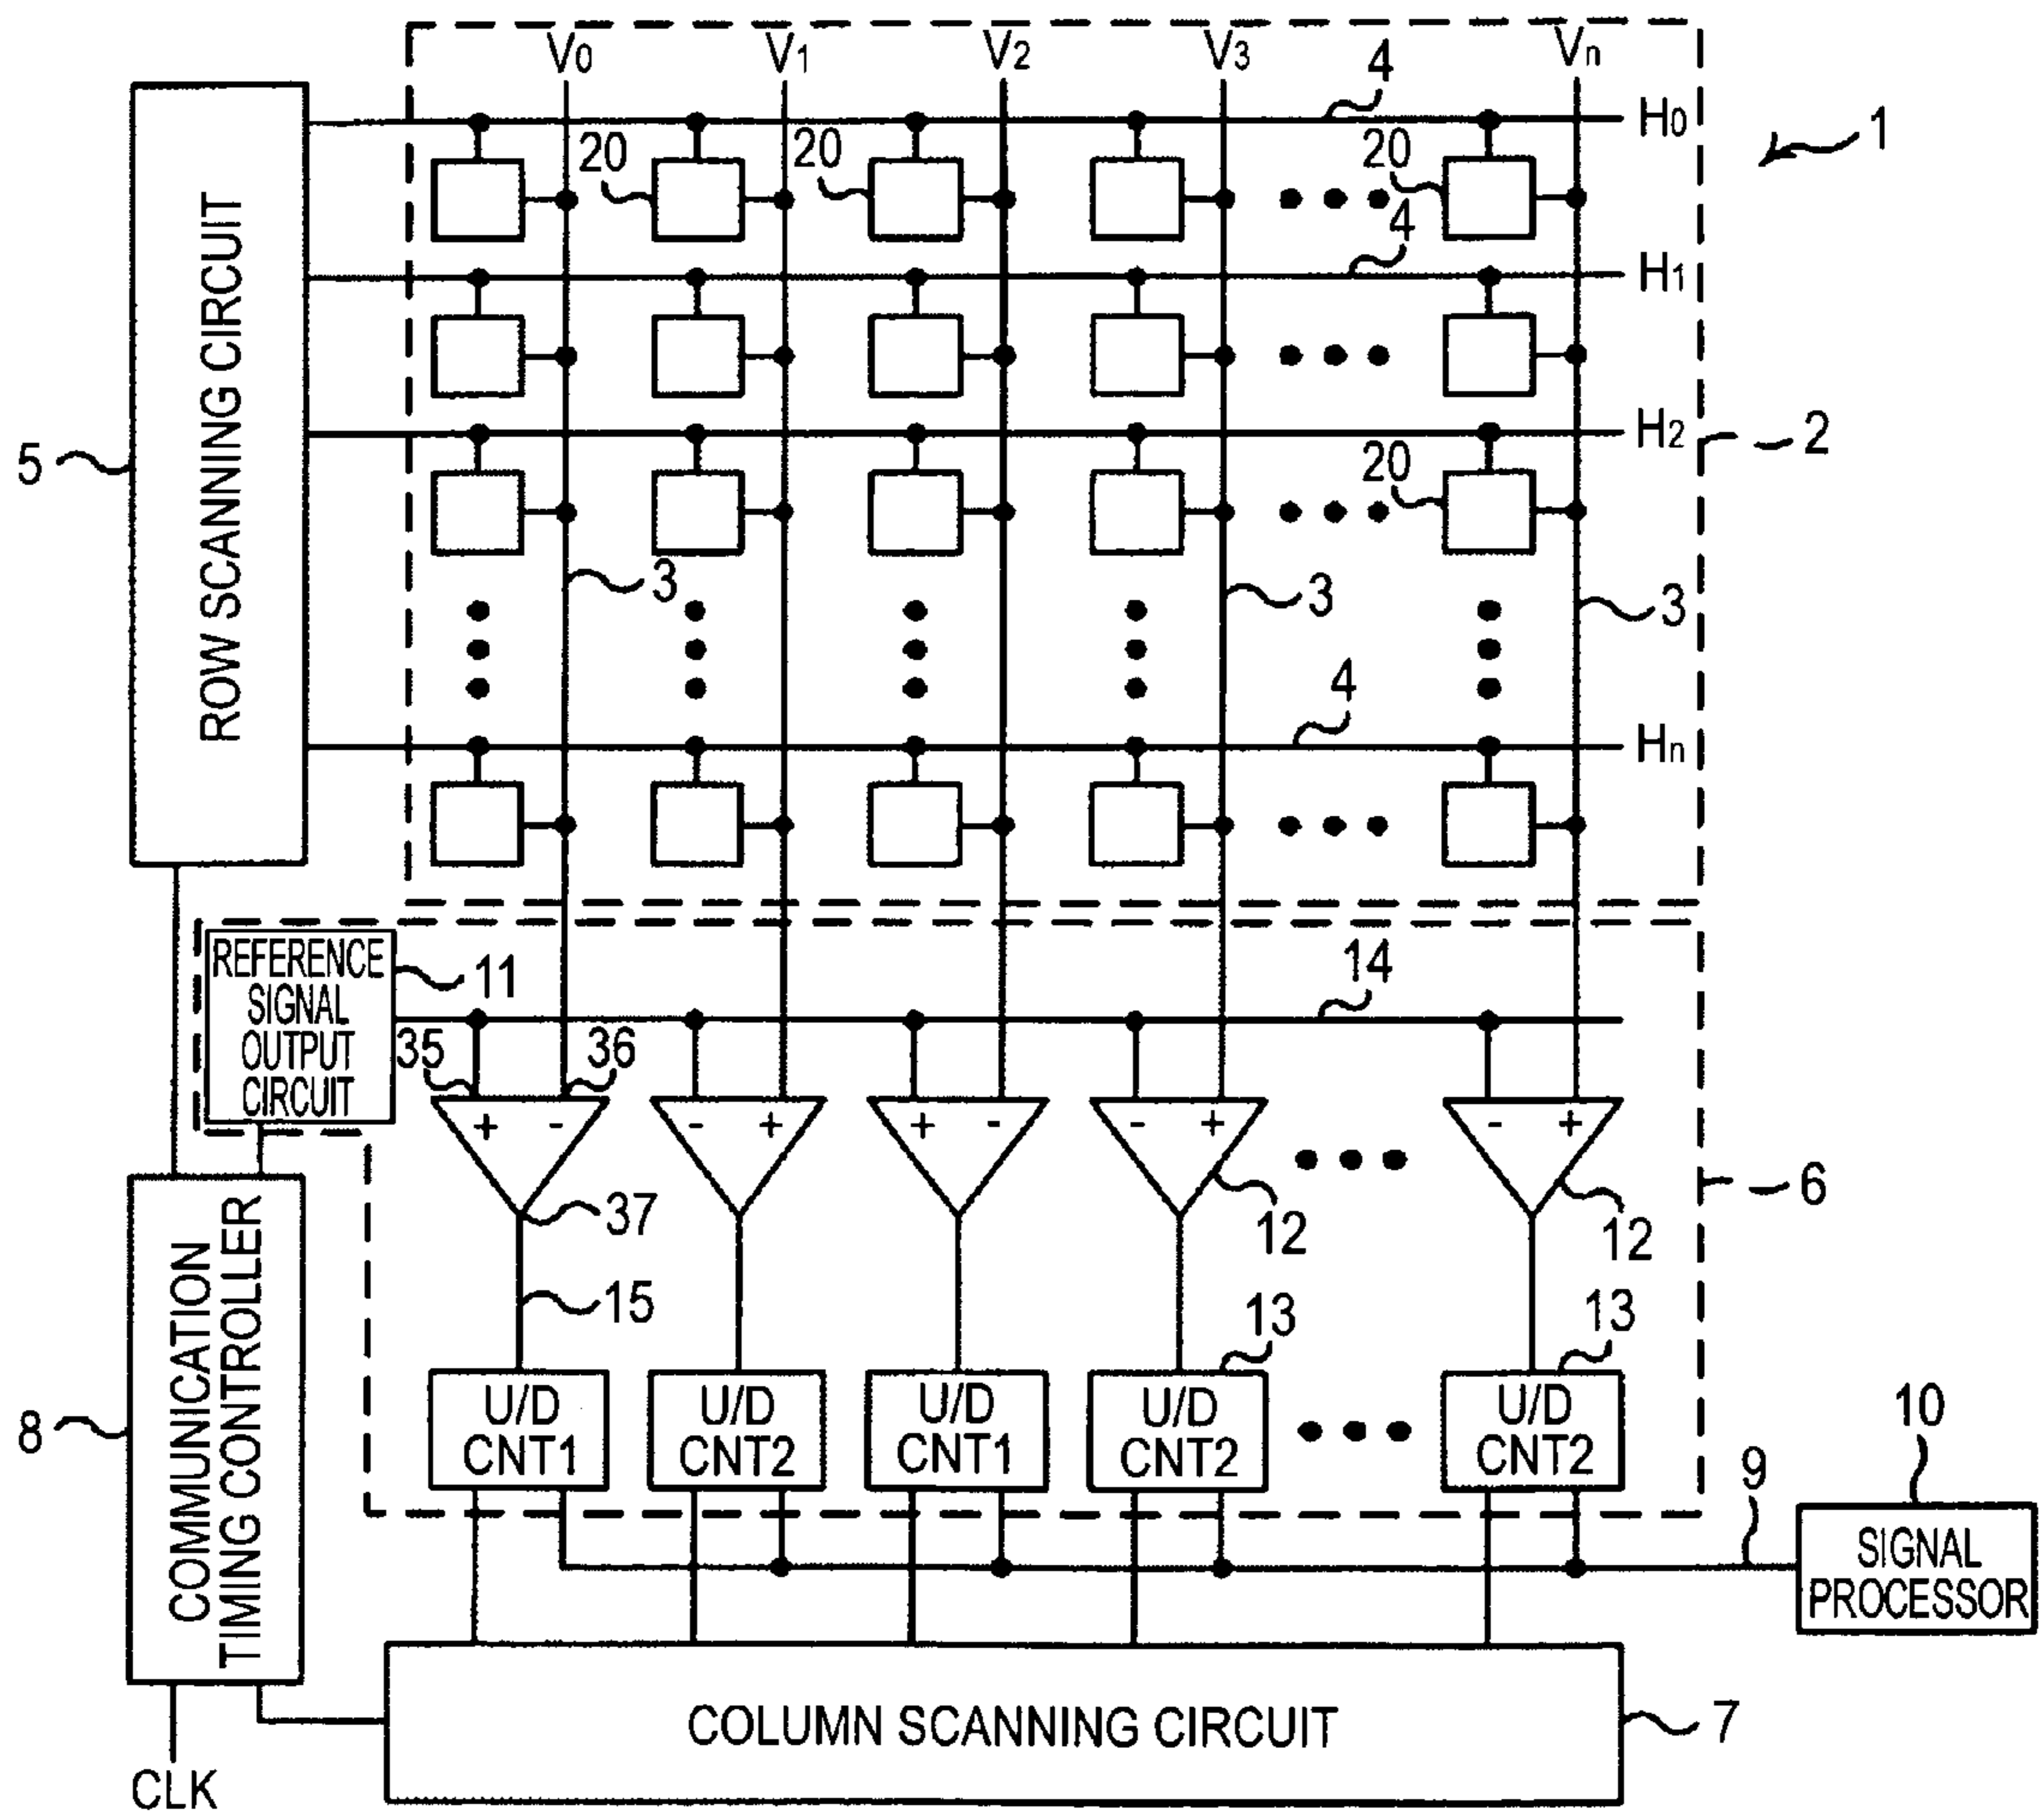 V0 V1 V2 V3 Vn
4
H0
1
20 20 20
4
H1
H2
2
20
5
ROW SCANNING CIRCUIT
3 3 3
4
Hn
REFERENCE
SIGNAL
OUTPUT
CIRCUIT
11
14
35 36
+ - - + + - - + - +
6
37
12 12
15
13 13
U/D
CNT1
U/D
CNT2
U/D
CNT1
U/D
CNT2
U/D
CNT2
8
COMMUNICATION
TIMING CONTROLLER
10
9
SIGNAL
PROCESSOR
COLUMN SCANNING CIRCUIT
7
CLK